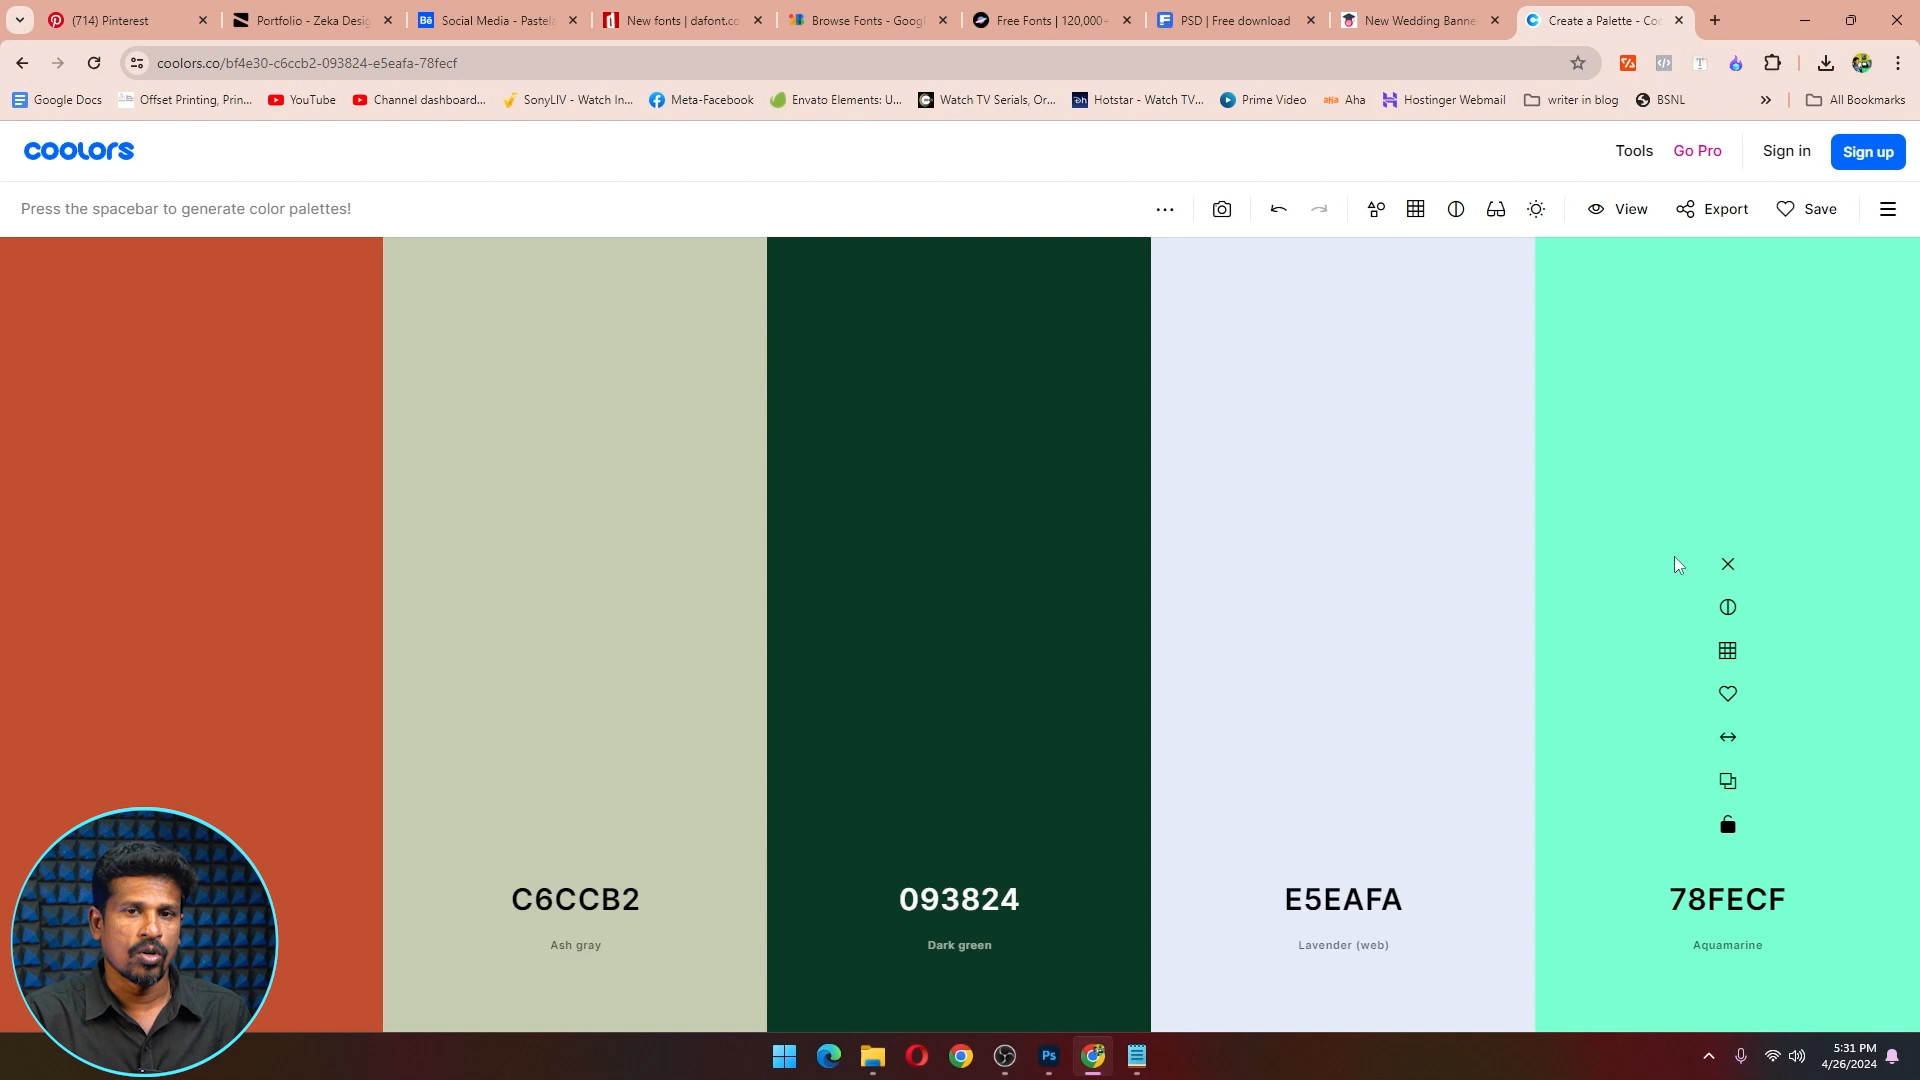 (714) Pinterest
Portfolio - Zeka Desig
Social Media - Pastela
New fonts | dafont.co
Browse Fonts - Googl
Free Fonts | 120,000+
PSD | Free download
New Wedding Banne
Create a Palette - Coo
coolors.co/bf4e30-c6ccb2-093824-e5eafa-78fecf
Google Docs
Offset Printing, Prin...
YouTube
Channel dashboard...
SonyLIV - Watch In...
Meta-Facebook
Envato Elements: U...
Watch TV Serials, Or...
Hotstar - Watch TV...
Prime Video
Aha
Hostinger Webmail
writer in blog
BSNL
All Bookmarks
coolors
Tools
Go Pro
Sign in
Sign up
Press the spacebar to generate color palettes!
View
Export
Save
C6CCB2
093824
E5EAFA
78FECF
Ash gray
Dark green
Lavender (web)
Aquamarine
5:31 PM
4/26/2024